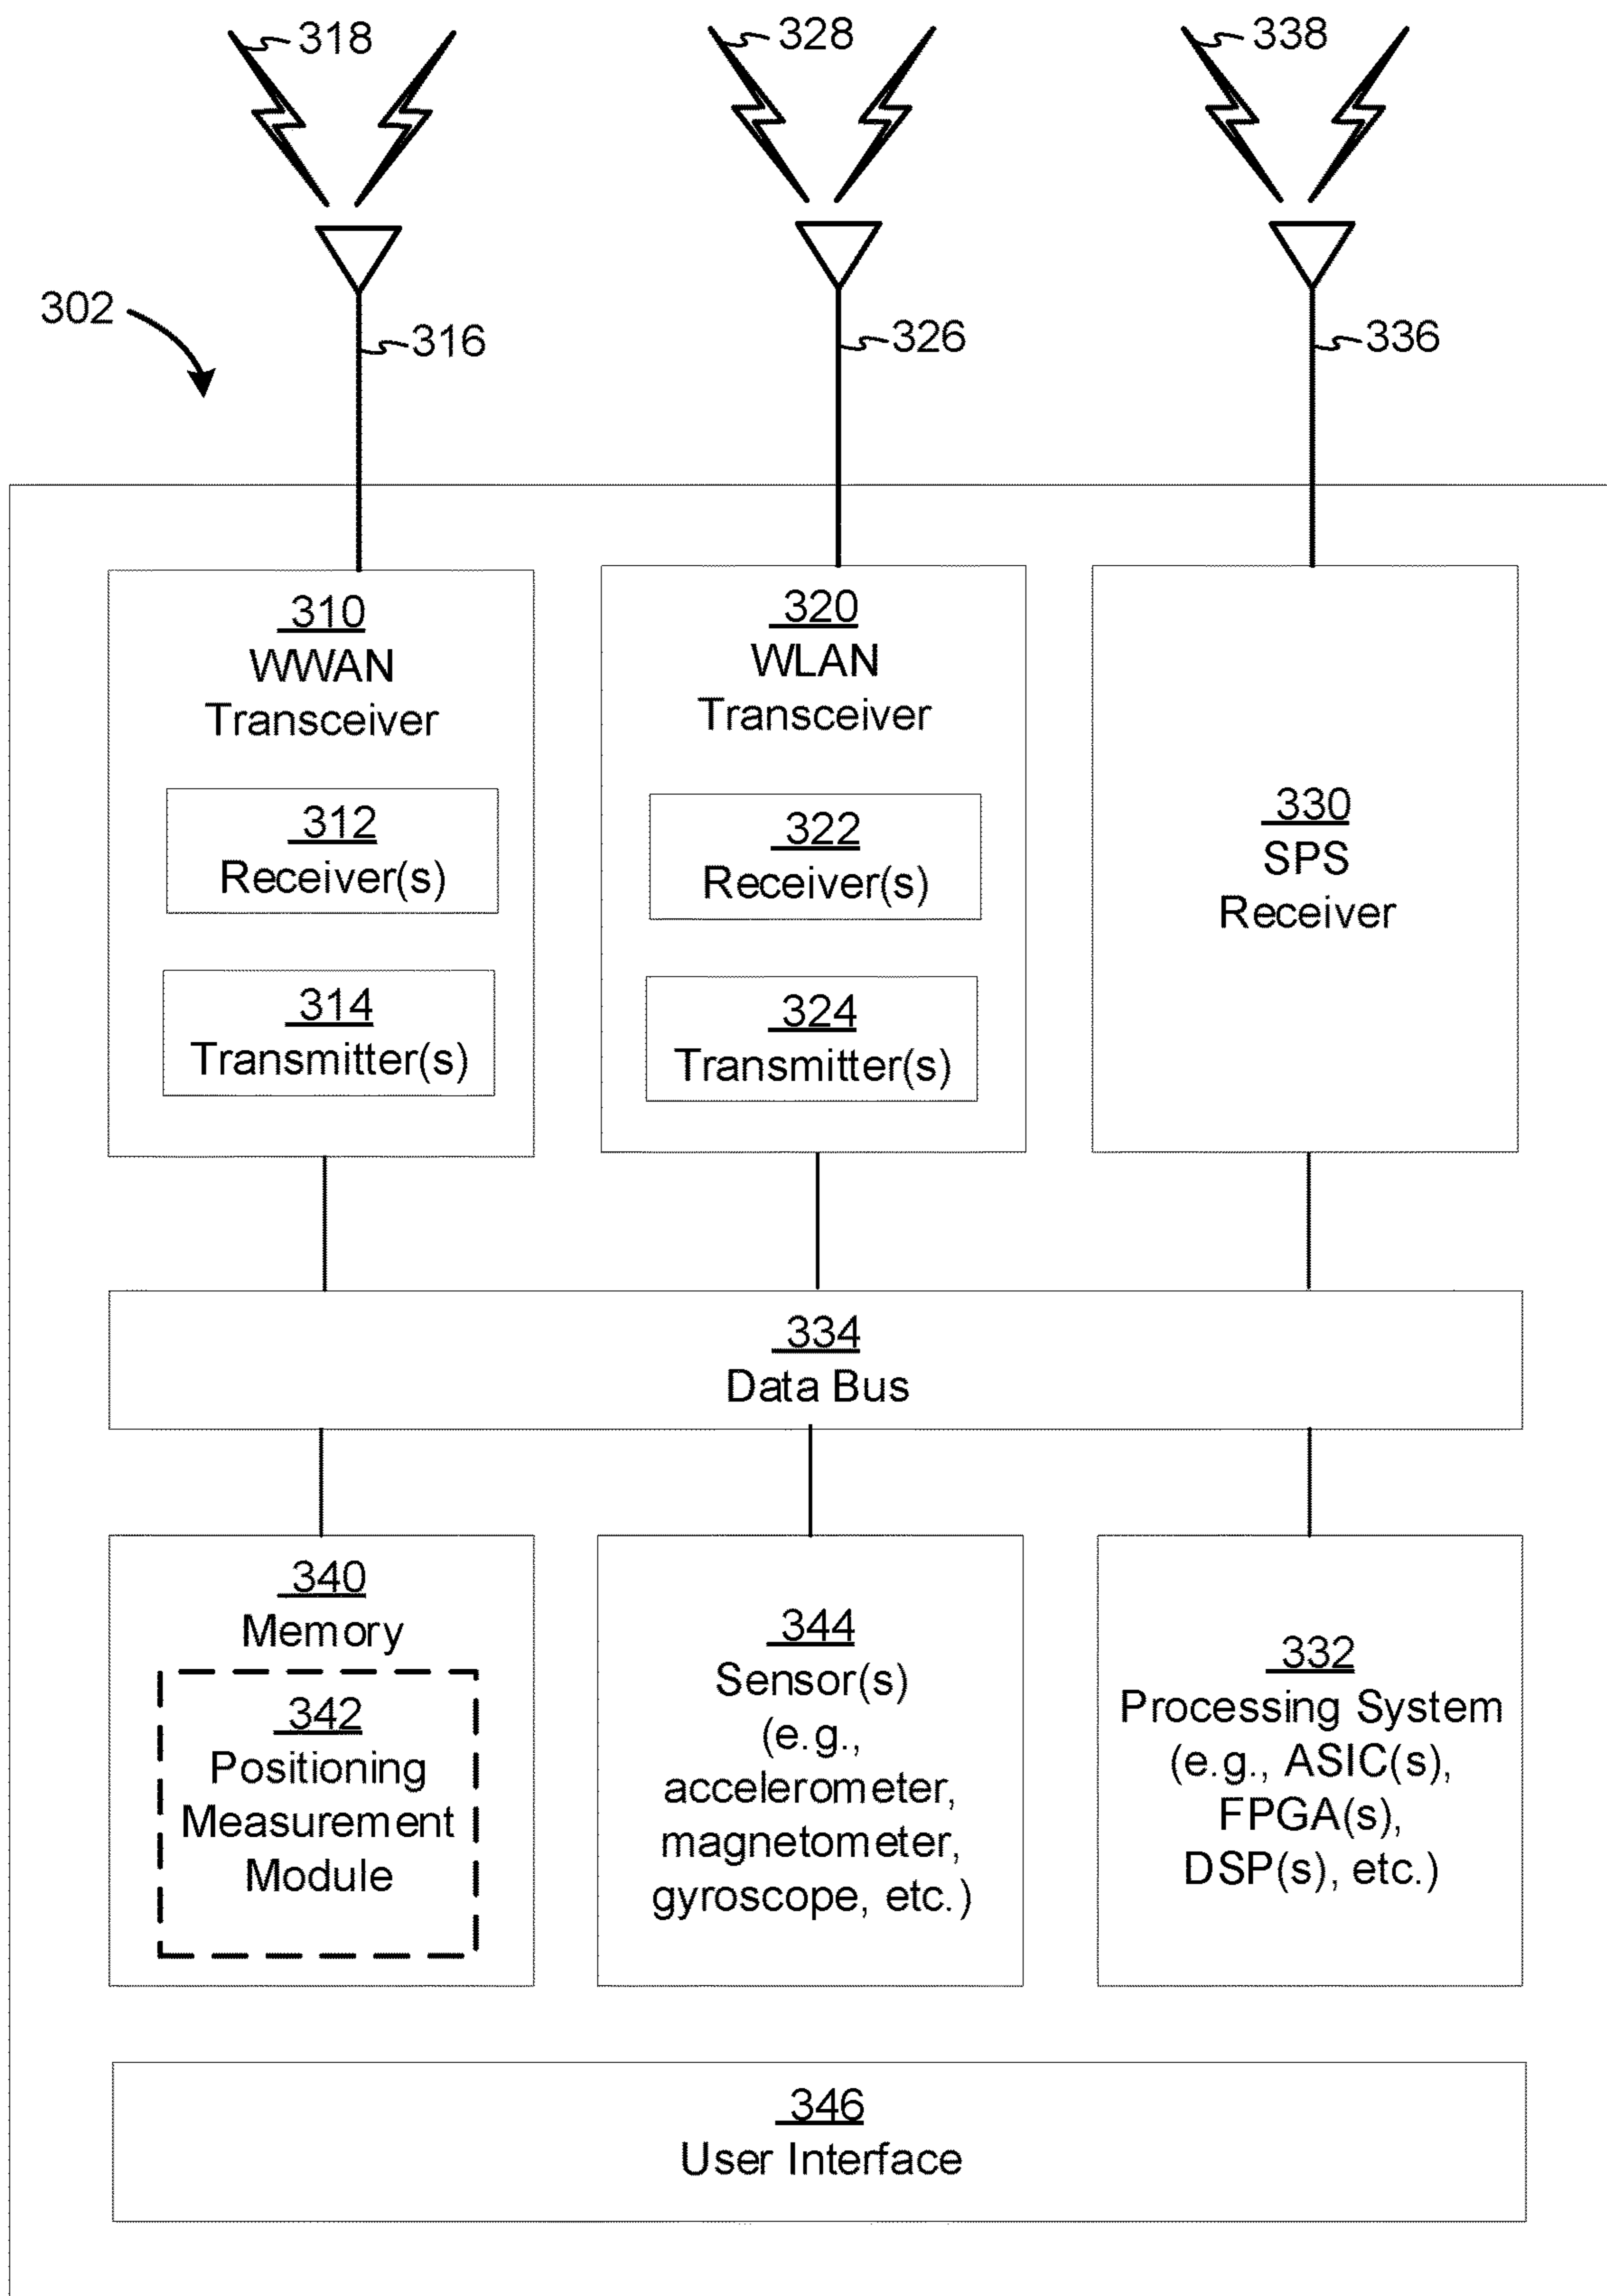 318
328
338
302
316
326
336
310
WWAN
Transceiver
312
Receiver(s)
314
Transmitter(s)
320
WLAN
Transceiver
322
Receiver(s)
324
Transmitter(s)
330
SPS
Receiver
334
Data Bus
340
Memory
342
Positioning
Measurement
Module
344
Sensor(s)
(e.g.,
accelerometer,
magnetometer,
gyroscope, etc.)
332
Processing System
(e.g., ASIC(s),
FPGA(s),
DSP(s), etc.)
346
User Interface